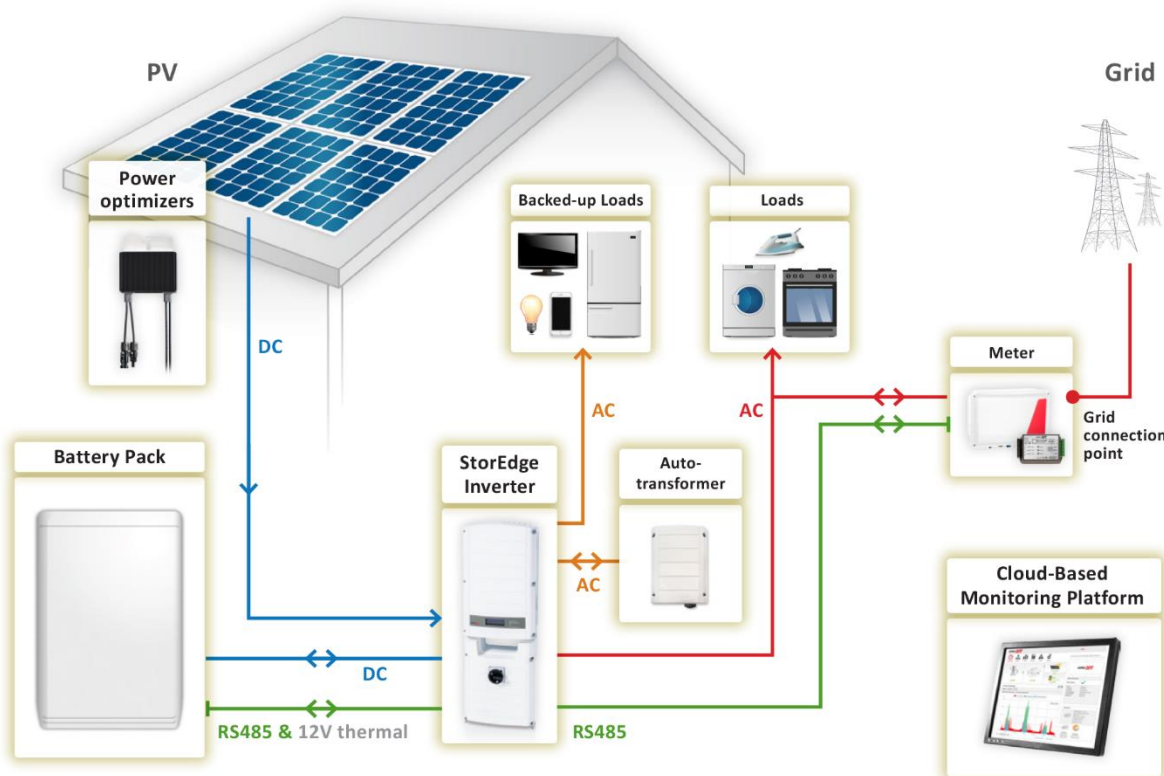 PV
Grid
Power
optimizers
Backed-up Loads
Loads
DC
Meter
AC
AC
Grid
connection
point
Battery Pack
StorEdge
Inverter
Auto-
transformer
AC
Cloud-Based
Monitoring Platform
DC
RS485 & 12V thermal
RS485